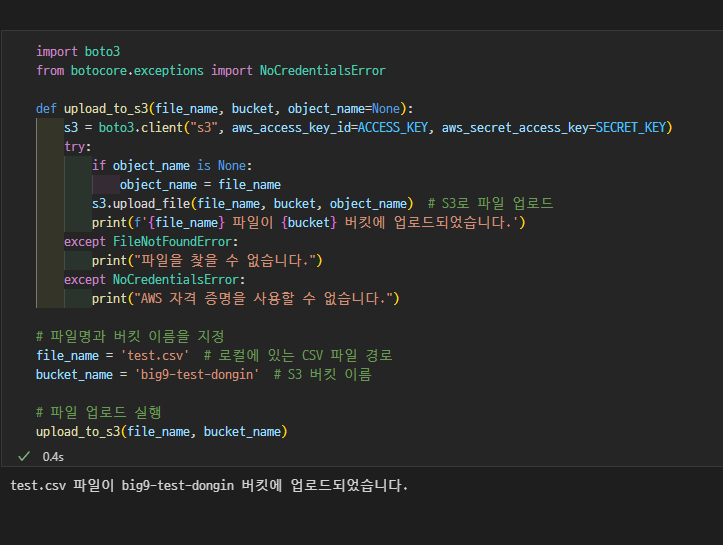 import boto3
from botocore.exceptions import NoCredentialsError
def upload_to_s3(file_name, bucket, object_name=None):
s3 = boto3.client("s3", aws_access_key_id=ACCESS_KEY, aws_secret_access_key=SECRET_KEY)
try:
if object_name is None:
object_name = file_name
s3.upload_file(file_name, bucket, object_name)  # S3로 파일 업로드
print(f'{file_name} 파일이 {bucket} 버킷에 업로드되었습니다.')
except FileNotFoundError:
print("파일을 찾을 수 없습니다.")
except NoCredentialsError:
print("AWS 자격 증명을 사용할 수 없습니다.")
# 파일명과 버킷 이름을 지정
file_name = 'test.csv'  # 로컬에 있는 CSV 파일 경로
bucket_name = 'big9-test-dongin'  # S3 버킷 이름
# 파일 업로드 실행
upload_to_s3(file_name, bucket_name)
✓ 0.4s
test.csv 파일이 big9-test-dongin 버킷에 업로드되었습니다.